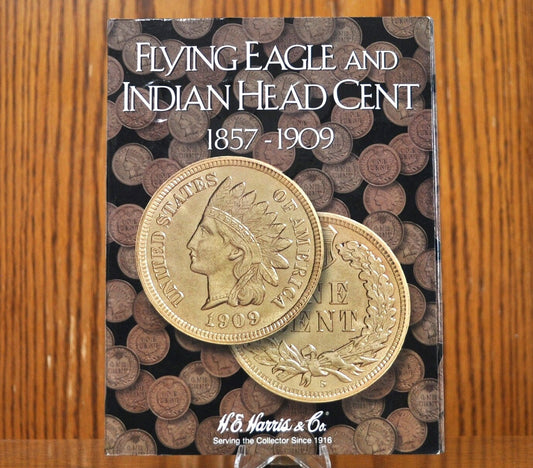 FLYING EAGLE AND
INDIAN HEAD CENT
1857-1909
UNITED STATES OF AMERICA
1909
ONE
CENT
S
H.E. Harris & Co.
Serving the Collector Since 1916